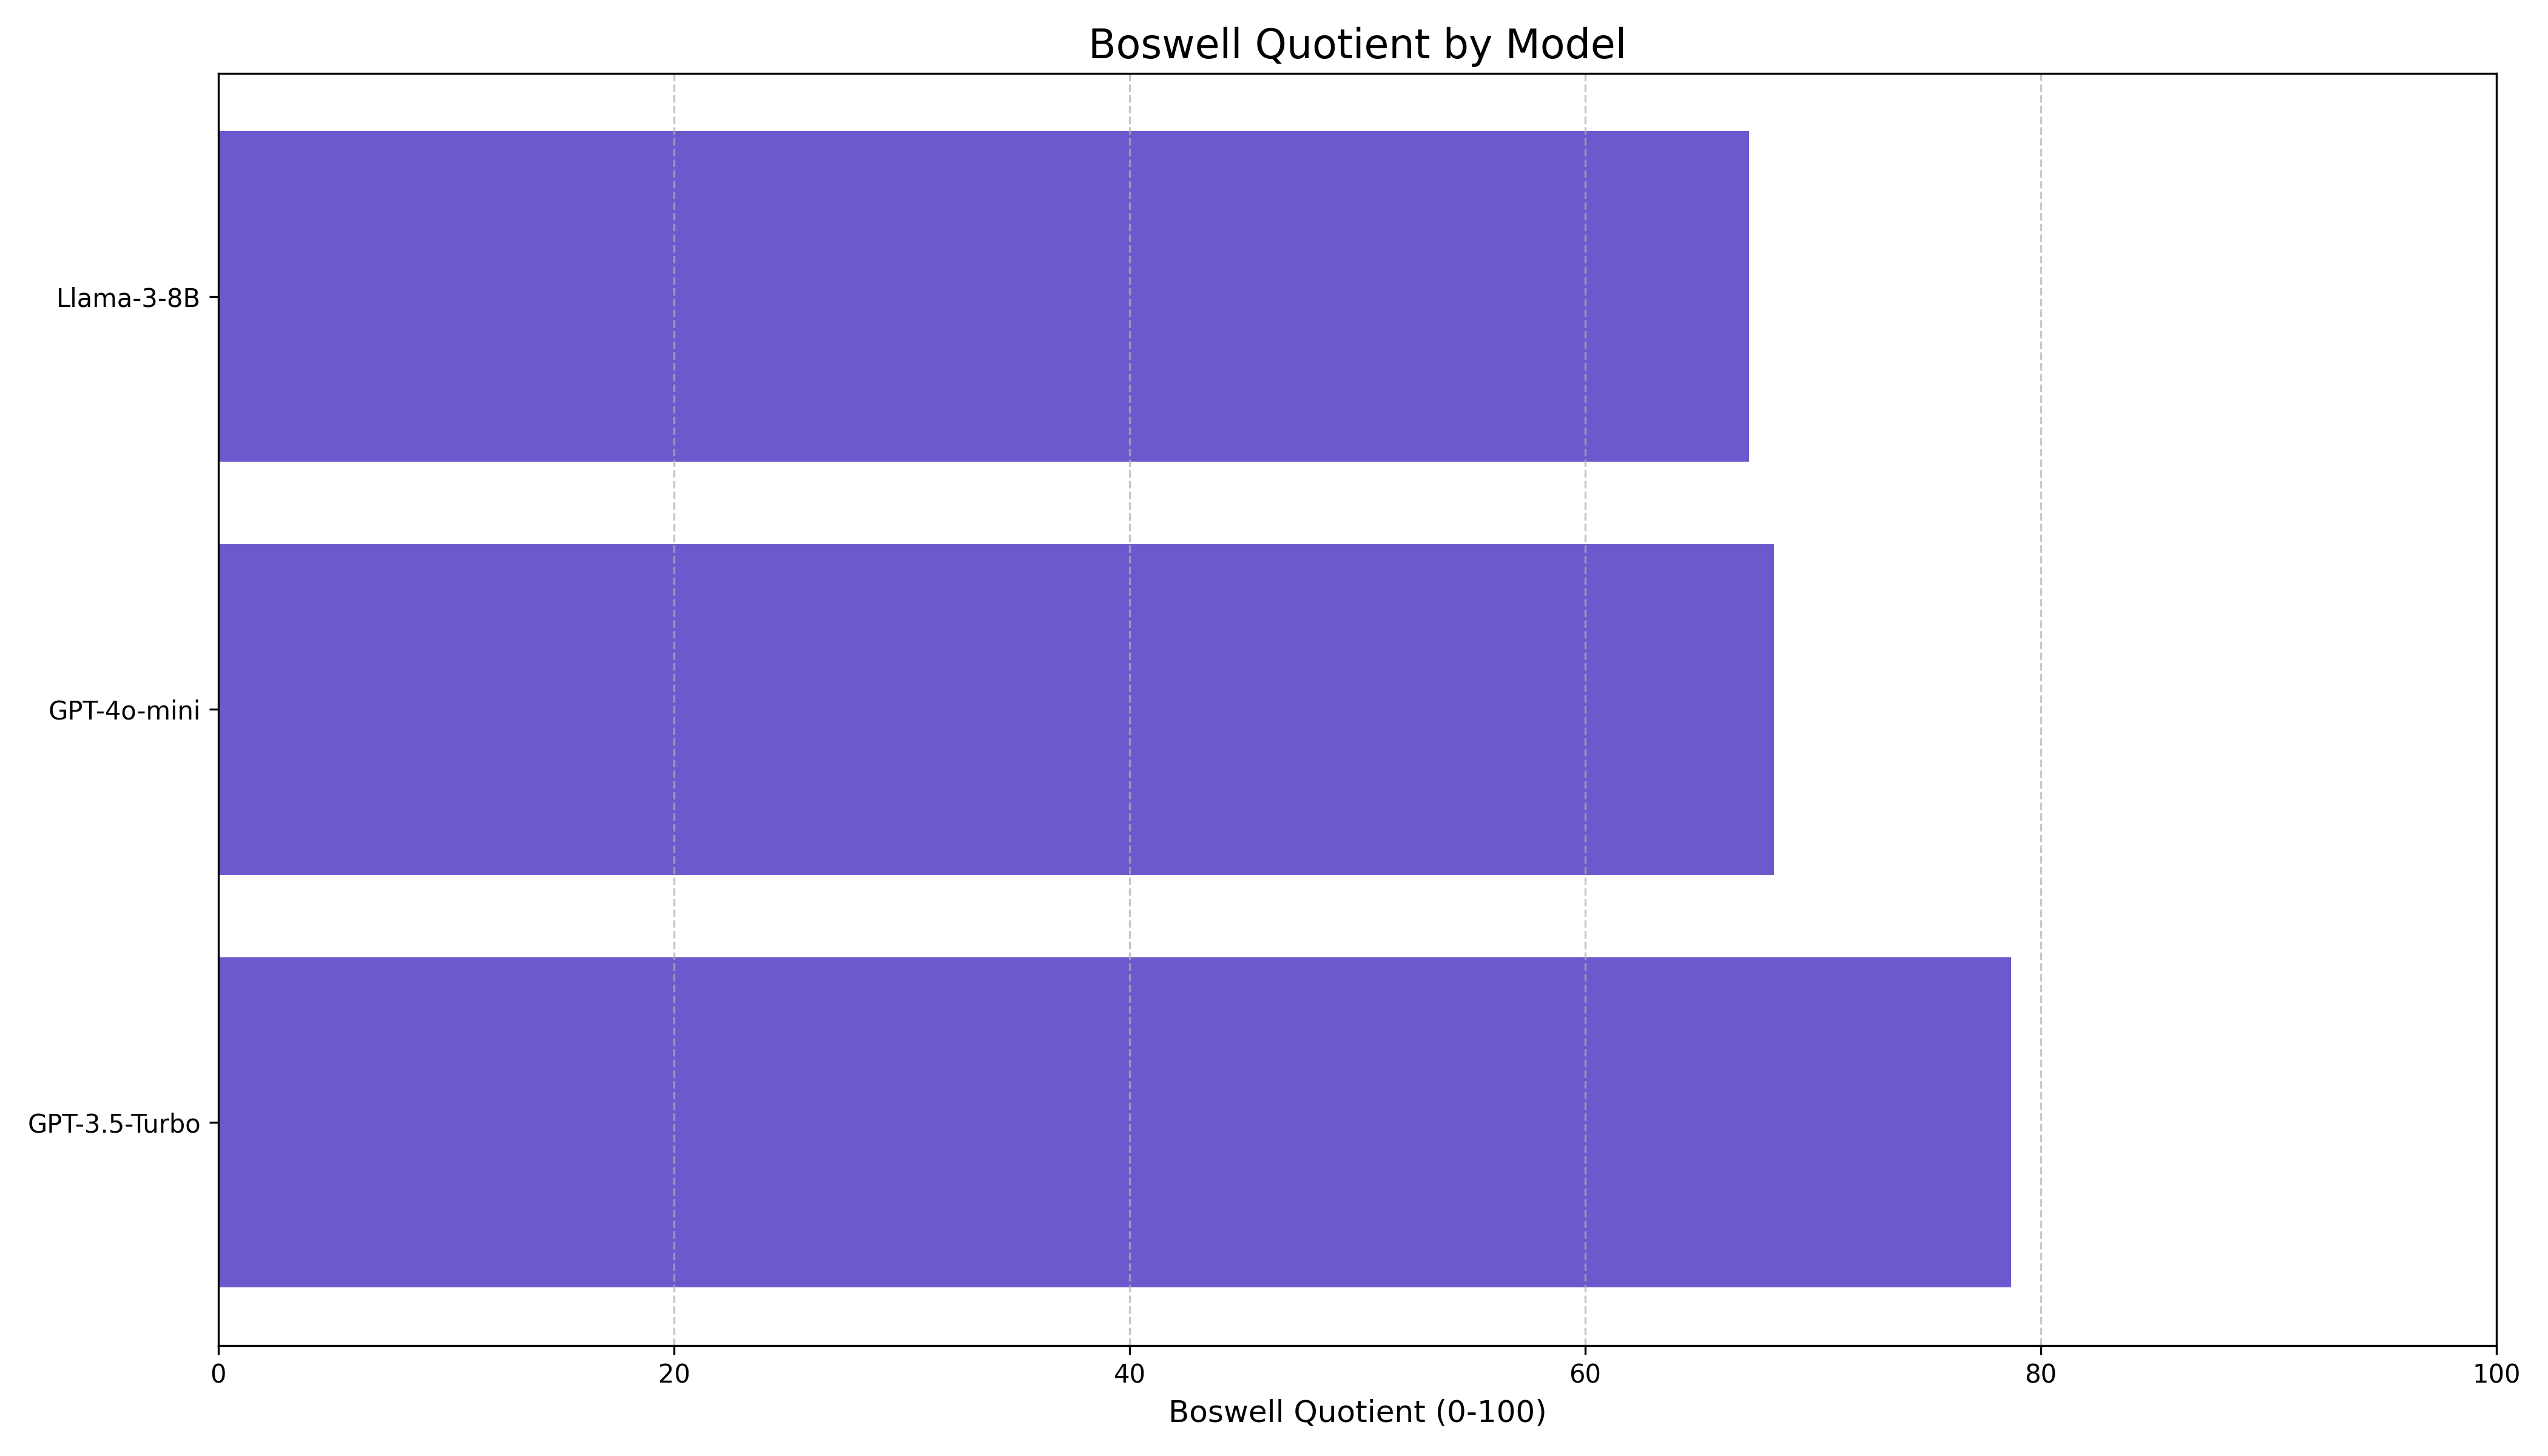 Boswell Quotient by Model
Llama-3-8B
GPT-4o-mini
GPT-3.5-Turbo
0 20 40 60 80 100
Boswell Quotient (0-100)